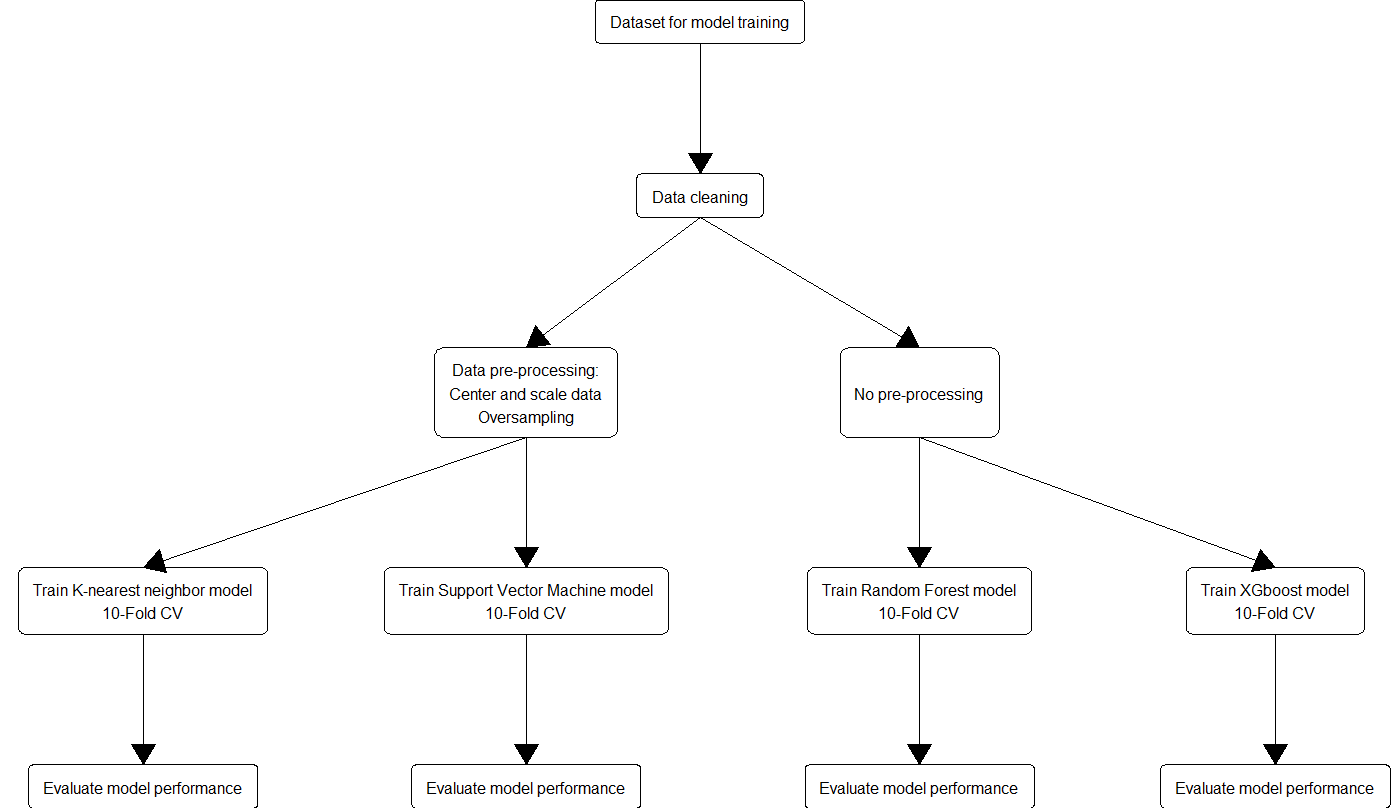 Dataset for model training
Data cleaning
Data pre-processing:
Center and scale data
Oversampling
No pre-processing
Train K-nearest neighbor model
10-Fold CV
Train Support Vector Machine model
10-Fold CV
Train Random Forest model
10-Fold CV
Train XGboost model
10-Fold CV
Evaluate model performance
Evaluate model performance
Evaluate model performance
Evaluate model performance